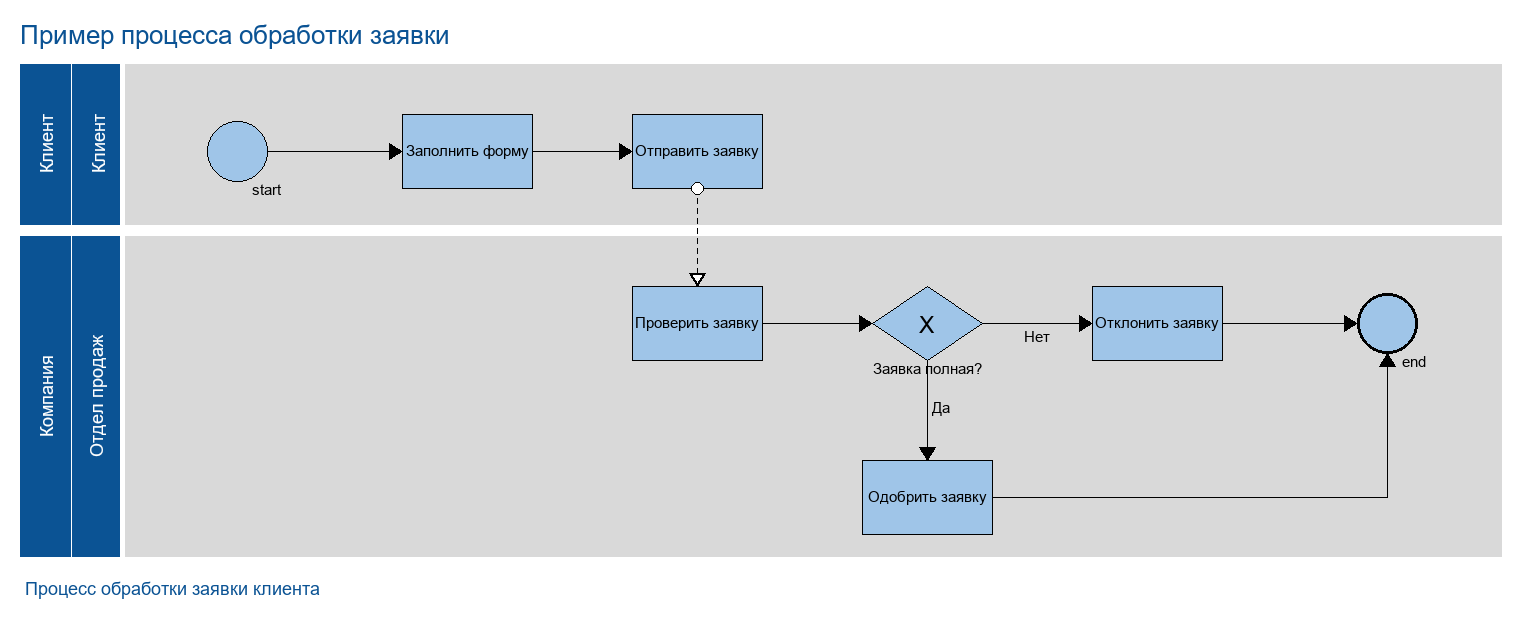 Пример процесса обработки заявки
Клиент
Клиент
start
Заполнить форму
Отправить заявку
Компания
Отдел продаж
Проверить заявку
X
Заявка полная?
Нет
Отклонить заявку
end
Да
Одобрить заявку
Процесс обработки заявки клиента